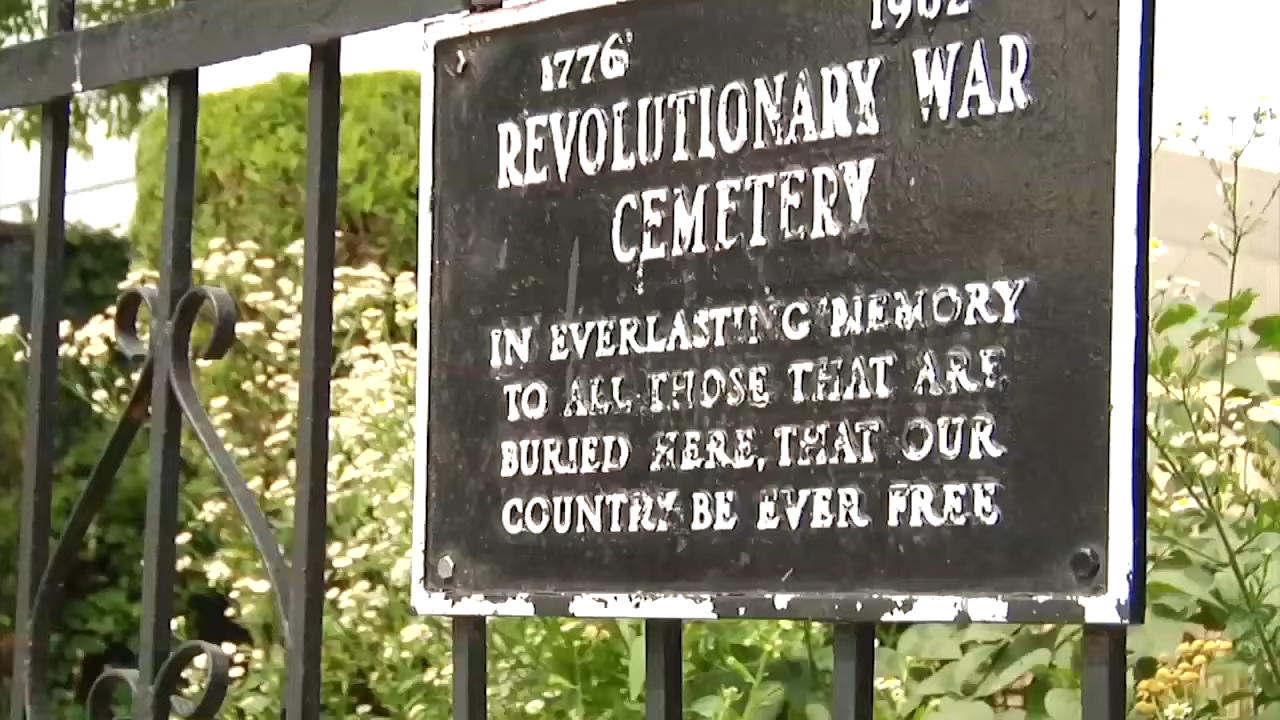 1776 1982
REVOLUTIONARY WAR
CEMETERY
IN EVERLASTING MEMORY
TO ALL THOSE THAT ARE
BURIED HERE, THAT OUR
COUNTRY BE EVER FREE